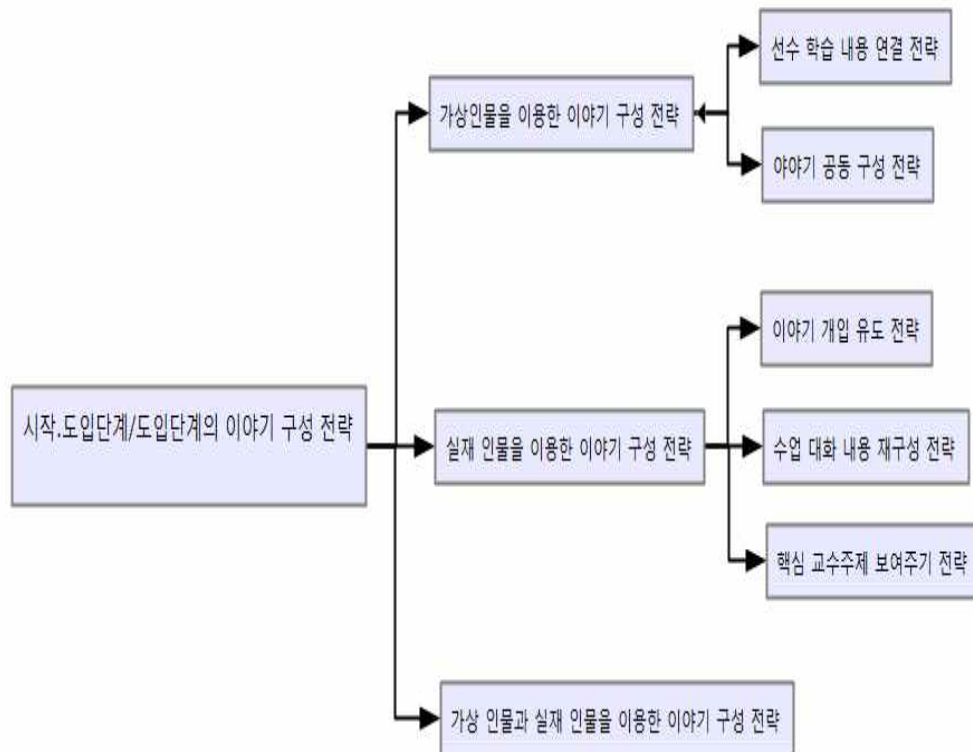 선수 학습 내용 연결 전략
가상인물을 이용한 이야기 구성 전략
야야기 공동 구성 전략
이야기 개입 유도 전략
시작.도입단계/도입단계의 이야기 구성 전략
실재 인물을 이용한 이야기 구성 전략
수업 대화 내용 재구성 전략
핵심 교수주제 보여주기 전략
가상 인물과 실재 인물을 이용한 이야기 구성 전략